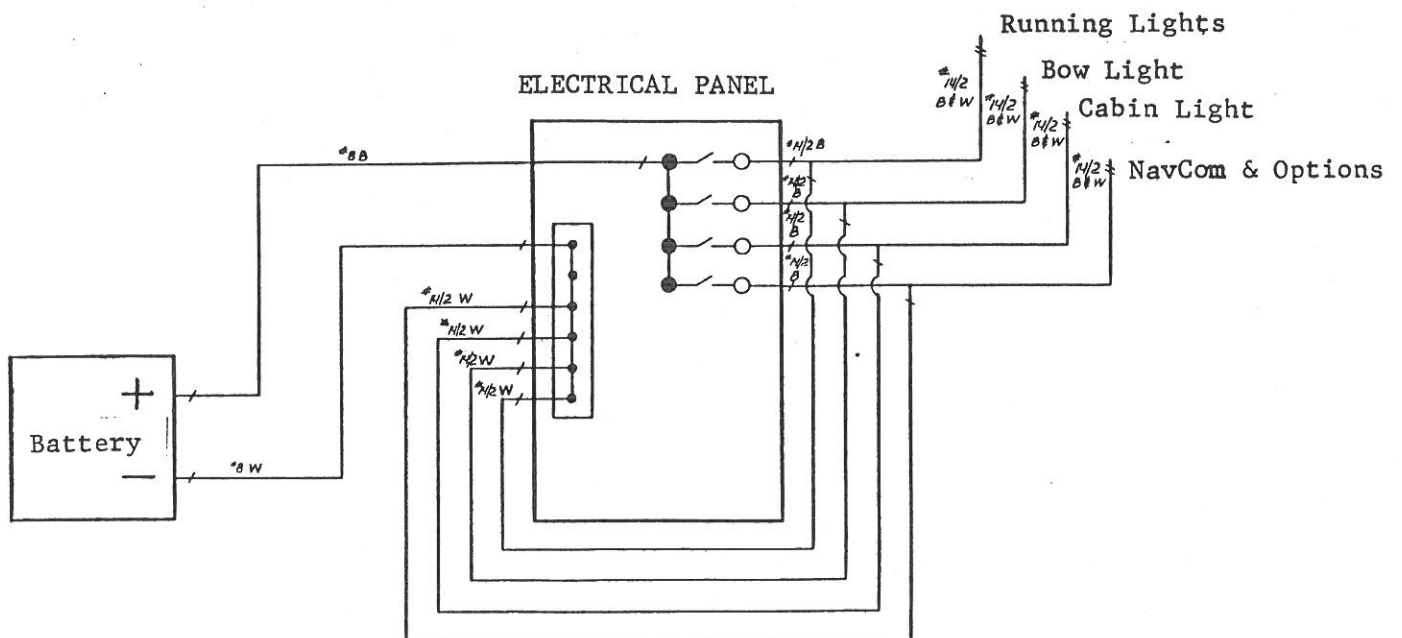 Running Lights
Bow Light
ELECTRICAL PANEL
Cabin Light
NavCom & Options
#14/2
B&W
#14/2
B&W
#14/2
B&W
#14/2
B&W
#8 B
#14/2 B
#14/2
B
#14/2
B
#14/2
B
#14/2 W
#14/2 W
#14/2 W
#14/2 W
+
Battery
−
#8 W